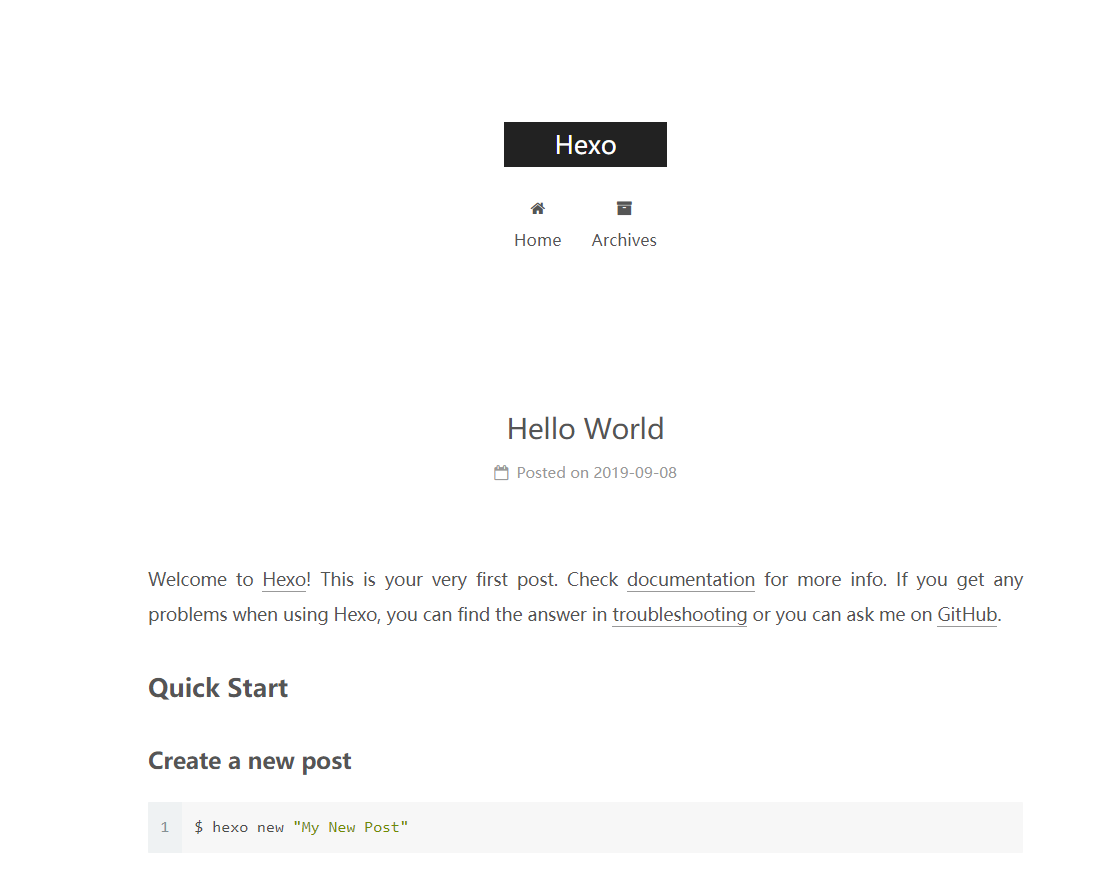 Hexo
Home
Archives
Hello World
Posted on 2019-09-08
Welcome to Hexo! This is your very first post. Check documentation for more info. If you get any
problems when using Hexo, you can find the answer in troubleshooting or you can ask me on GitHub.
Quick Start
Create a new post
1 $ hexo new "My New Post"